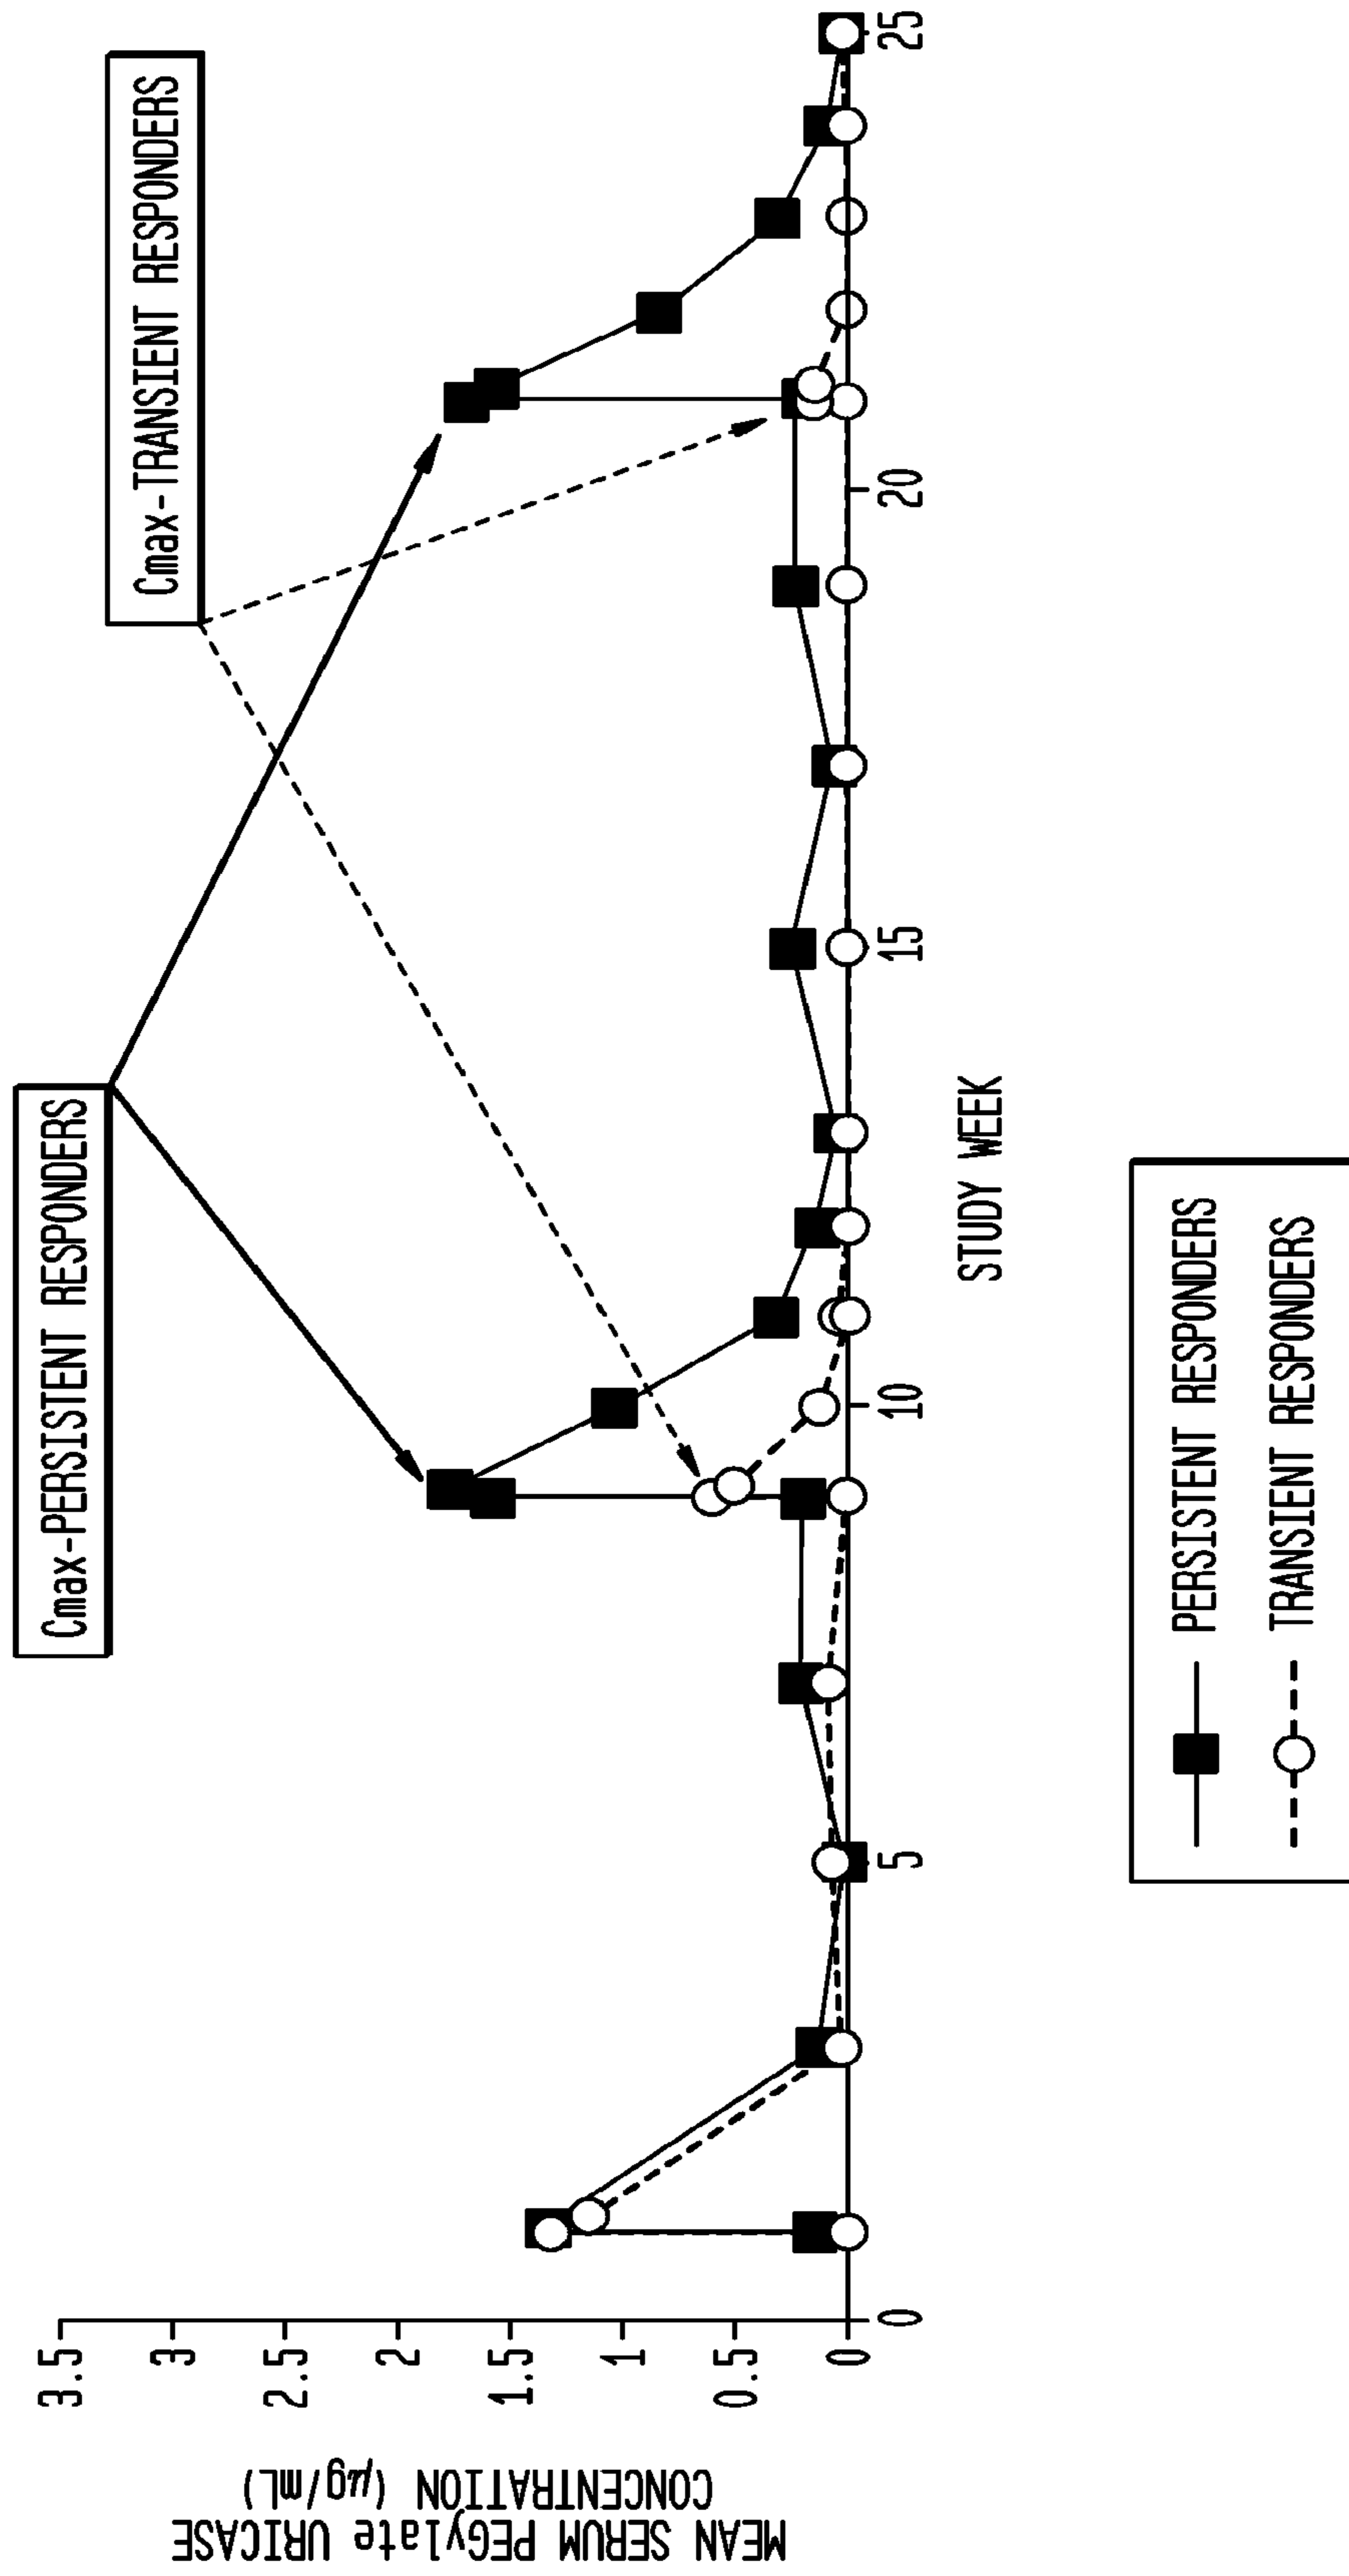 Cmax-PERSISTENT RESPONDERS
Cmax-TRANSIENT RESPONDERS
MEAN SERUM PEGylate URICASE
CONCENTRATION (µg/mL)
3.5
3
2.5
2
1.5
1
0.5
0
0
5
10
15
20
25
STUDY WEEK
PERSISTENT RESPONDERS
TRANSIENT RESPONDERS